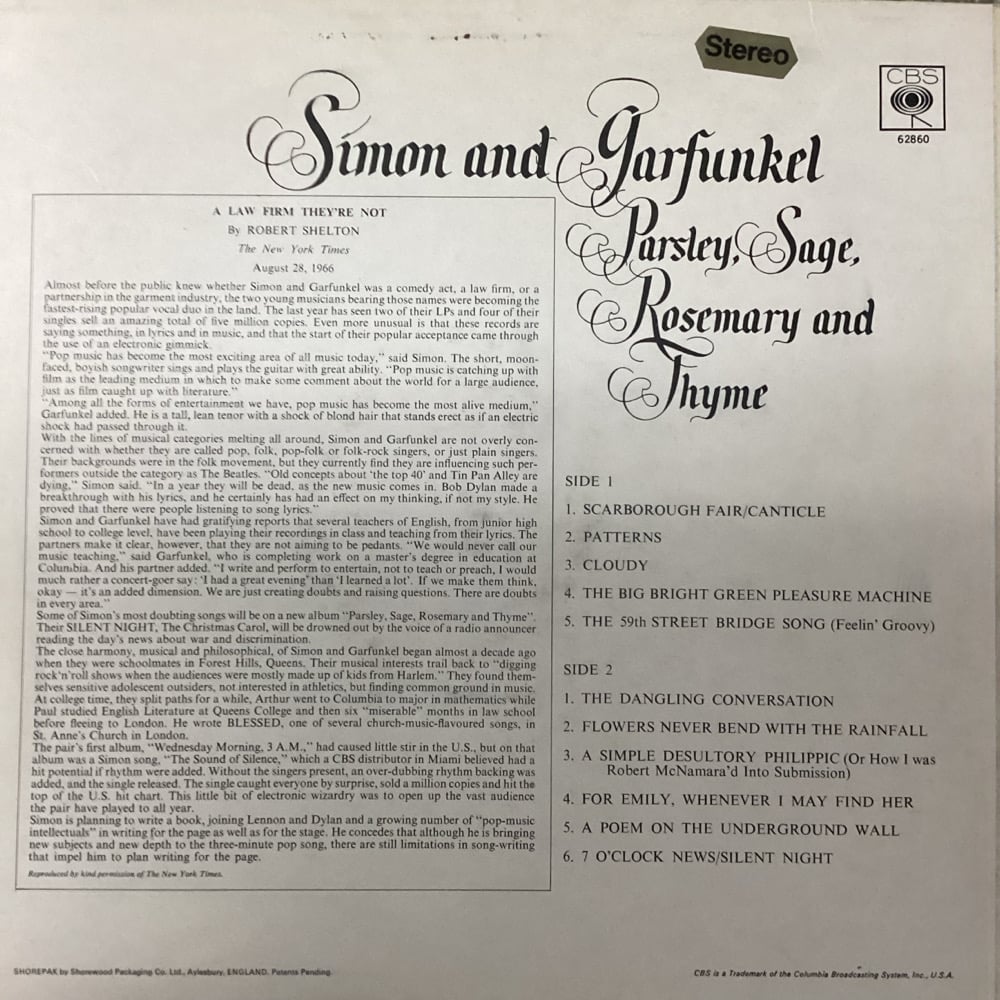 Stereo
CBS
62860
Simon and Garfunkel
Parsley, Sage,
Rosemary and
Thyme
A LAW FIRM THEY'RE NOT
By ROBERT SHELTON
The New York Times
August 28, 1966
Almost before the public knew whether Simon and Garfunkel was a comedy act, a law firm, or a
partnership in the garment industry, the two young musicians bearing those names were becoming the
fastest-rising popular vocal duo in the land. The last year has seen two of their LPs and four of their
singles sell an amazing total of five million copies. Even more unusual is that these records are
saying something, in lyrics and in music, and that the start of their popular acceptance came through
the use of an electronic gimmick.
"Pop music has become the most exciting area of all music today," said Simon. The short, moon-
faced, boyish songwriter sings and plays the guitar with great ability. "Pop music is catching up with
film as the leading medium in which to make some comment about the world for a large audience,
just as film caught up with literature."
"Among all the forms of entertainment we have, pop music has become the most alive medium,"
Garfunkel added. He is a tall, lean tenor with a shock of blond hair that stands erect as if an electric
shock had passed through it.
With the lines of musical categories melting all around, Simon and Garfunkel are not overly con-
cerned with whether they are called pop, folk, pop-folk or folk-rock singers, or just plain singers.
Their backgrounds were in the folk movement, but they currently find they are influencing such per-
formers outside the category as The Beatles. "Old concepts about 'the top 40' and Tin Pan Alley are
dying," Simon said. "In a year they will be dead, as the new music comes in. Bob Dylan made a
breakthrough with his lyrics, and he certainly has had an effect on my thinking, if not my style. He
proved that there were people listening to song lyrics."
Simon and Garfunkel have had gratifying reports that several teachers of English, from junior high
school to college level, have been playing their recordings in class and teaching from their lyrics. The
partners make it clear, however, that they are not aiming to be pedants. "We would never call our
music teaching," said Garfunkel, who is completing work on a master's degree in education at
Columbia. And his partner added. "I write and perform to entertain, not to teach or preach, I would
much rather a concert-goer say: 'I had a great evening' than 'I learned a lot'. If we make them think,
okay — it's an added dimension. We are just creating doubts and raising questions. There are doubts
in every area."
Some of Simon's most doubting songs will be on a new album "Parsley, Sage, Rosemary and Thyme".
Their SILENT NIGHT, The Christmas Carol, will be drowned out by the voice of a radio announcer
reading the day's news about war and discrimination.
The close harmony, musical and philosophical, of Simon and Garfunkel began almost a decade ago
when they were schoolmates in Forest Hills, Queens. Their musical interests trail back to "digging
rock'n'roll shows when the audiences were mostly made up of kids from Harlem." They found them-
selves sensitive adolescent outsiders, not interested in athletics, but finding common ground in music.
At college time, they split paths for a while, Arthur went to Columbia to major in mathematics while
Paul studied English Literature at Queens College and then six "miserable" months in law school
before fleeing to London. He wrote BLESSED, one of several church-music-flavoured songs, in
St. Anne's Church in London.
The pair's first album, "Wednesday Morning, 3 A.M.," had caused little stir in the U.S., but on that
album was a Simon song, "The Sound of Silence," which a CBS distributor in Miami believed had a
hit potential if rhythm were added. Without the singers present, an over-dubbing rhythm backing was
added, and the single released. The single caught everyone by surprise, sold a million copies and hit the
top of the U.S. hit chart. This little bit of electronic wizardry was to open up the vast audience
the pair have played to all year.
Simon is planning to write a book, joining Lennon and Dylan and a growing number of "pop-music
intellectuals" in writing for the page as well as for the stage. He concedes that although he is bringing
new subjects and new depth to the three-minute pop song, there are still limitations in song-writing
that impel him to plan writing for the page.
Reproduced by kind permission of The New York Times.
SIDE 1
1. SCARBOROUGH FAIR/CANTICLE
2. PATTERNS
3. CLOUDY
4. THE BIG BRIGHT GREEN PLEASURE MACHINE
5. THE 59th STREET BRIDGE SONG (Feelin' Groovy)
SIDE 2
1. THE DANGLING CONVERSATION
2. FLOWERS NEVER BEND WITH THE RAINFALL
3. A SIMPLE DESULTORY PHILIPPIC (Or How I was
Robert McNamara'd Into Submission)
4. FOR EMILY, WHENEVER I MAY FIND HER
5. A POEM ON THE UNDERGROUND WALL
6. 7 O'CLOCK NEWS/SILENT NIGHT
SHOREPAK by Shorewood Packaging Co. Ltd., Aylesbury, ENGLAND. Patents Pending.
CBS is a Trademark of the Columbia Broadcasting System, Inc., U.S.A.